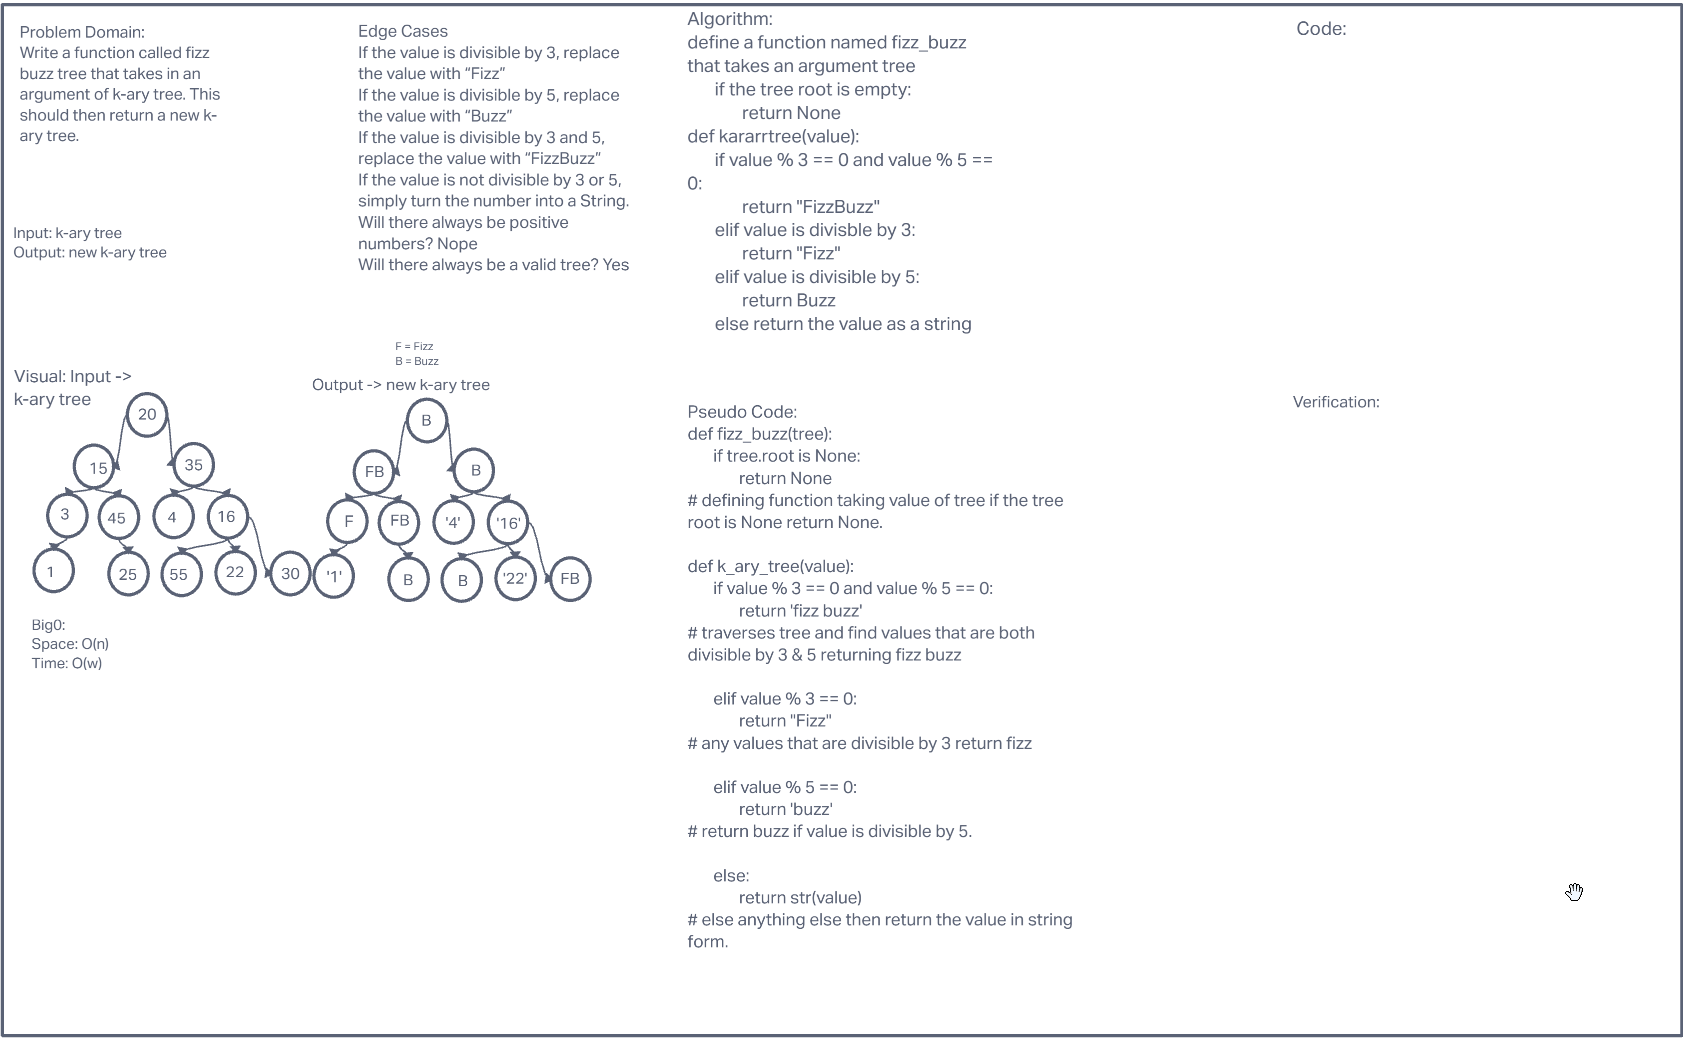 Problem Domain:
Write a function called fizz
buzz tree that takes in an
argument of k-ary tree. This
should then return a new k-
ary tree.
Input: k-ary tree
Output: new k-ary tree
Edge Cases
If the value is divisible by 3, replace
the value with “Fizz”
If the value is divisible by 5, replace
the value with “Buzz”
If the value is divisible by 3 and 5,
replace the value with “FizzBuzz”
If the value is not divisible by 3 or 5,
simply turn the number into a String.
Will there always be positive
numbers? Nope
Will there always be a valid tree? Yes
Visual: Input ->
k-ary tree
20
15 35
3 45 4 16
1 25 55 22 30
F = Fizz
B = Buzz
Output -> new k-ary tree
B
FB B
F FB '4' '16'
'1' B B '22' FB
Big0:
Space: O(n)
Time: O(w)
Algorithm:
define a function named fizz_buzz
that takes an argument tree
if the tree root is empty:
return None
def kararrtree(value):
if value % 3 == 0 and value % 5 ==
0:
return "FizzBuzz"
elif value is divisble by 3:
return "Fizz"
elif value is divisible by 5:
return Buzz
else return the value as a string
Pseudo Code:
def fizz_buzz(tree):
if tree.root is None:
return None
# defining function taking value of tree if the tree
root is None return None.
def k_ary_tree(value):
if value % 3 == 0 and value % 5 == 0:
return 'fizz buzz'
# traverses tree and find values that are both
divisible by 3 & 5 returning fizz buzz
elif value % 3 == 0:
return "Fizz"
# any values that are divisible by 3 return fizz
elif value % 5 == 0:
return 'buzz'
# return buzz if value is divisible by 5.
else:
return str(value)
# else anything else then return the value in string
form.
Code:
Verification: